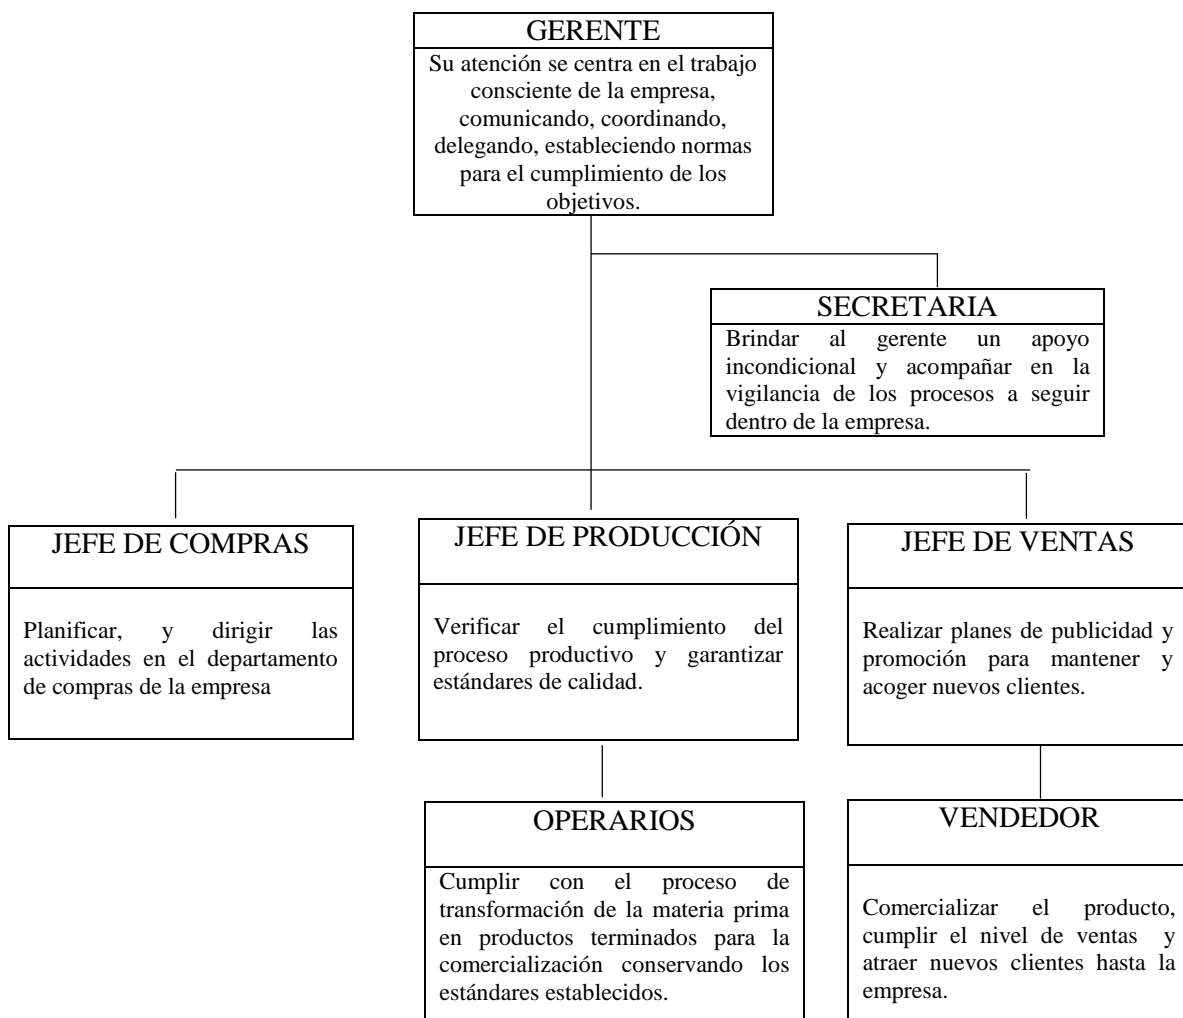 GERENTE
Su atención se centra en el trabajo
consciente de la empresa,
comunicando, coordinando,
delegando, estableciendo normas
para el cumplimiento de los
objetivos.
SECRETARIA
Brindar al gerente un apoyo
incondicional y acompañar en la
vigilancia de los procesos a seguir
dentro de la empresa.
JEFE DE COMPRAS
Planificar, y dirigir las
actividades en el departamento
de compras de la empresa
JEFE DE PRODUCCIÓN
Verificar el cumplimiento del
proceso productivo y garantizar
estándares de calidad.
JEFE DE VENTAS
Realizar planes de publicidad y
promoción para mantener y
acoger nuevos clientes.
OPERARIOS
Cumplir con el proceso de
transformación de la materia prima
en productos terminados para la
comercialización conservando los
estándares establecidos.
VENDEDOR
Comercializar el producto,
cumplir el nivel de ventas y
atraer nuevos clientes hasta la
empresa.